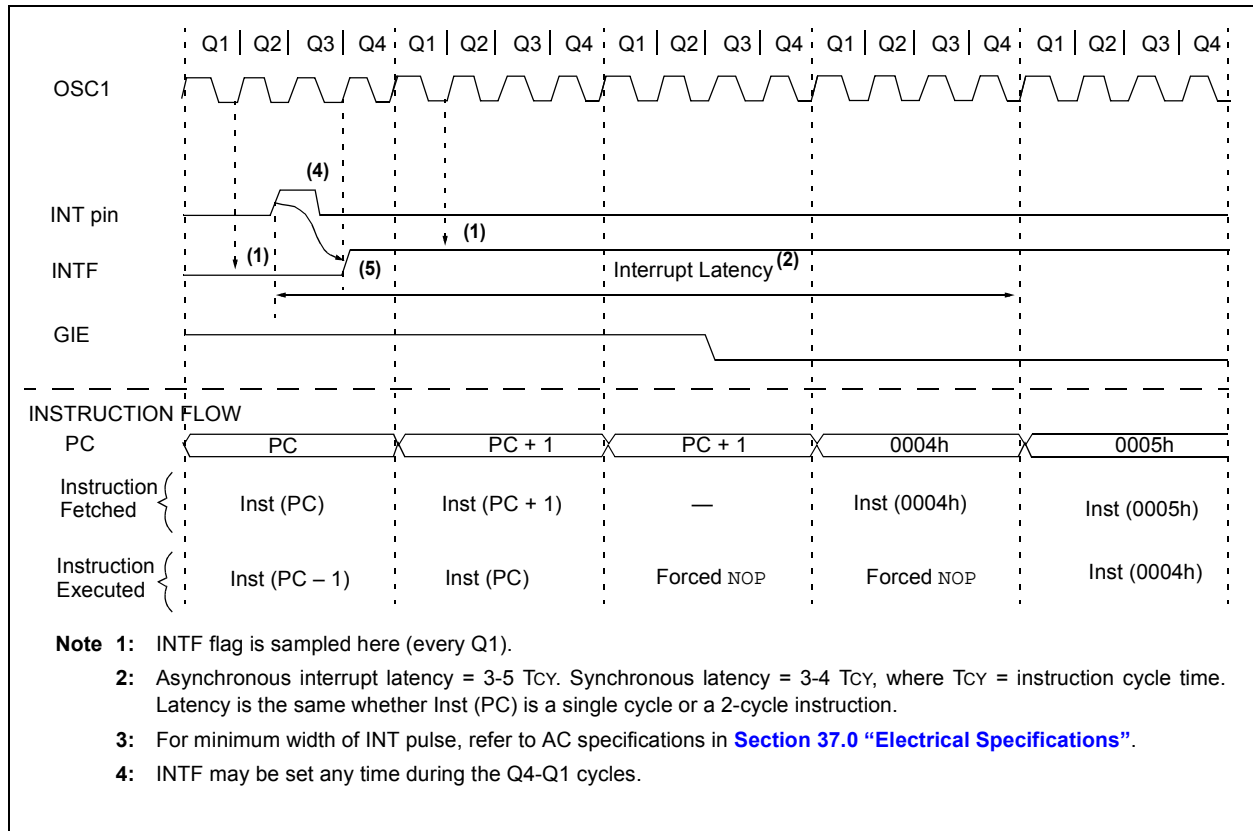 Q1 Q2 Q3 Q4 Q1 Q2 Q3 Q4 Q1 Q2 Q3 Q4 Q1 Q2 Q3 Q4 Q1 Q2 Q3 Q4
OSC1
(4)
INT pin
(1)
(1)
INTF
(5)
Interrupt Latency(2)
GIE
INSTRUCTION FLOW
PC PC PC + 1 PC + 1 0004h 0005h
Instruction
Fetched
Inst (PC) Inst (PC + 1) — Inst (0004h) Inst (0005h)
Instruction
Executed
Inst (PC – 1) Inst (PC) Forced NOP Forced NOP Inst (0004h)
Note 1: INTF flag is sampled here (every Q1).
2: Asynchronous interrupt latency = 3-5 TCY. Synchronous latency = 3-4 TCY, where TCY = instruction cycle time.
Latency is the same whether Inst (PC) is a single cycle or a 2-cycle instruction.
3: For minimum width of INT pulse, refer to AC specifications in Section 37.0 “Electrical Specifications”.
4: INTF may be set any time during the Q4-Q1 cycles.